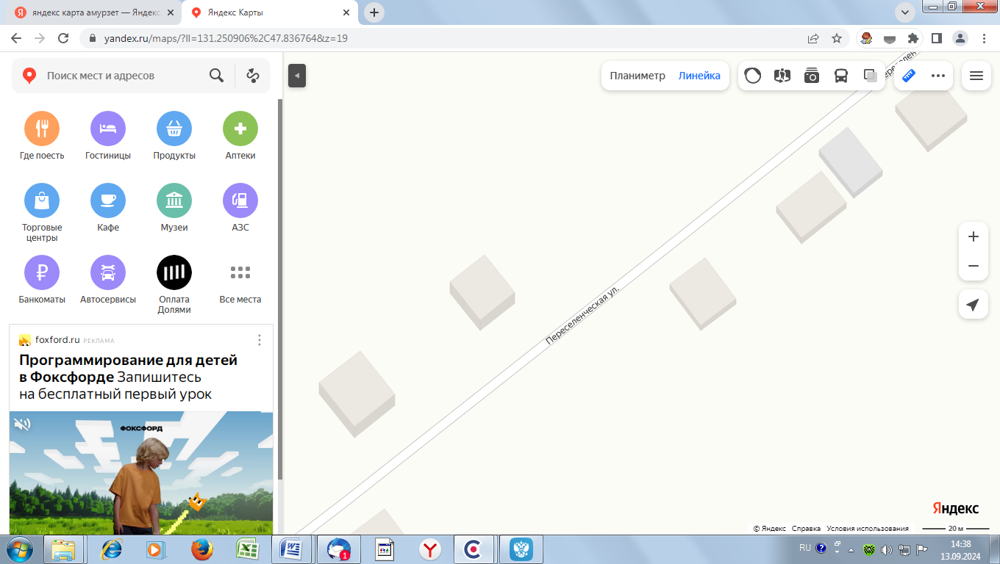 яндекс карта амурзет — Яндекс
Яндекс Карты
yandex.ru/maps/?ll=131.250906%2C47.836764&z=19
Поиск мест и адресов
Планиметр Линейка
Где поесть
Гостиницы
Продукты
Аптеки
Торговые
центры
Кафе
Музеи
АЗС
Банкоматы
Автосервисы
Оплата
Долями
Все места
foxford.ru РЕКЛАМА
Программирование для детей
в Фоксфорде Запишитесь
на бесплатный первый урок
ФОКСФОРД
Переселенческая ул.
Яндекс
© Яндекс Справка Условия использования 20 м
1
RU
14:38
13.09.2024